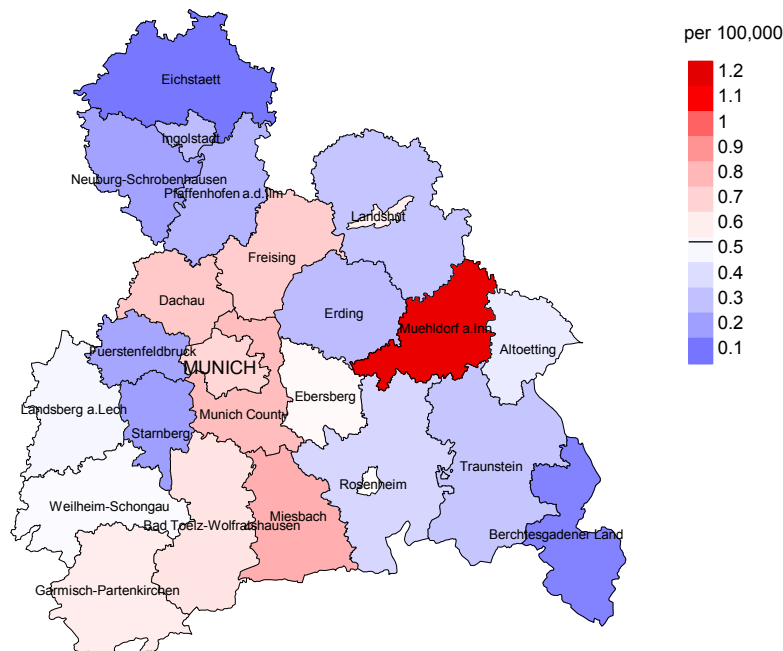 per 100,000
1.2
1.1
1
0.9
0.8
0.7
0.6
0.5
0.4
0.3
0.2
0.1
Eichstaett
Ingolstadt
Neuburg-Schrobenhausen
Pfaffenhofen a.d.Ilm
Landshut
Freising
Dachau
Erding
Muehldorf a.Inn
Altoetting
Fuerstenfeldbruck
MUNICH
Ebersberg
Landsberg a.Lech
Munich County
Starnberg
Traunstein
Rosenheim
Weilheim-Schongau
Miesbach
Bad Toelz-Wolfratshausen
Berchtesgadener Land
Garmisch-Partenkirchen